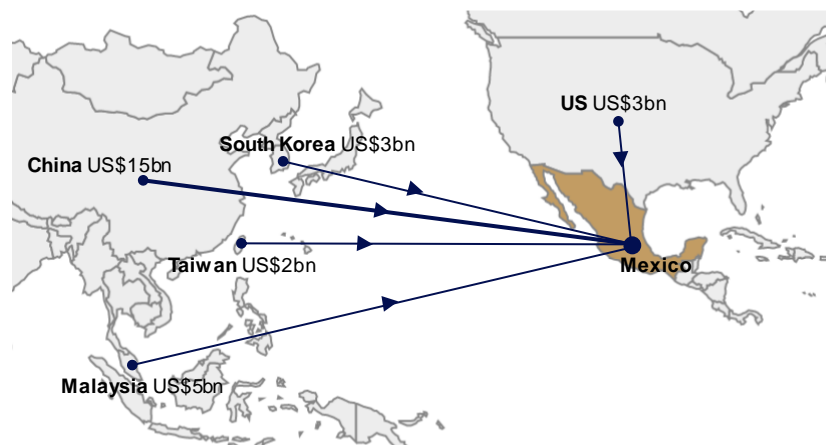 US US$3bn
South Korea US$3bn
China US$15bn
Taiwan US$2bn
Mexico
Malaysia US$5bn